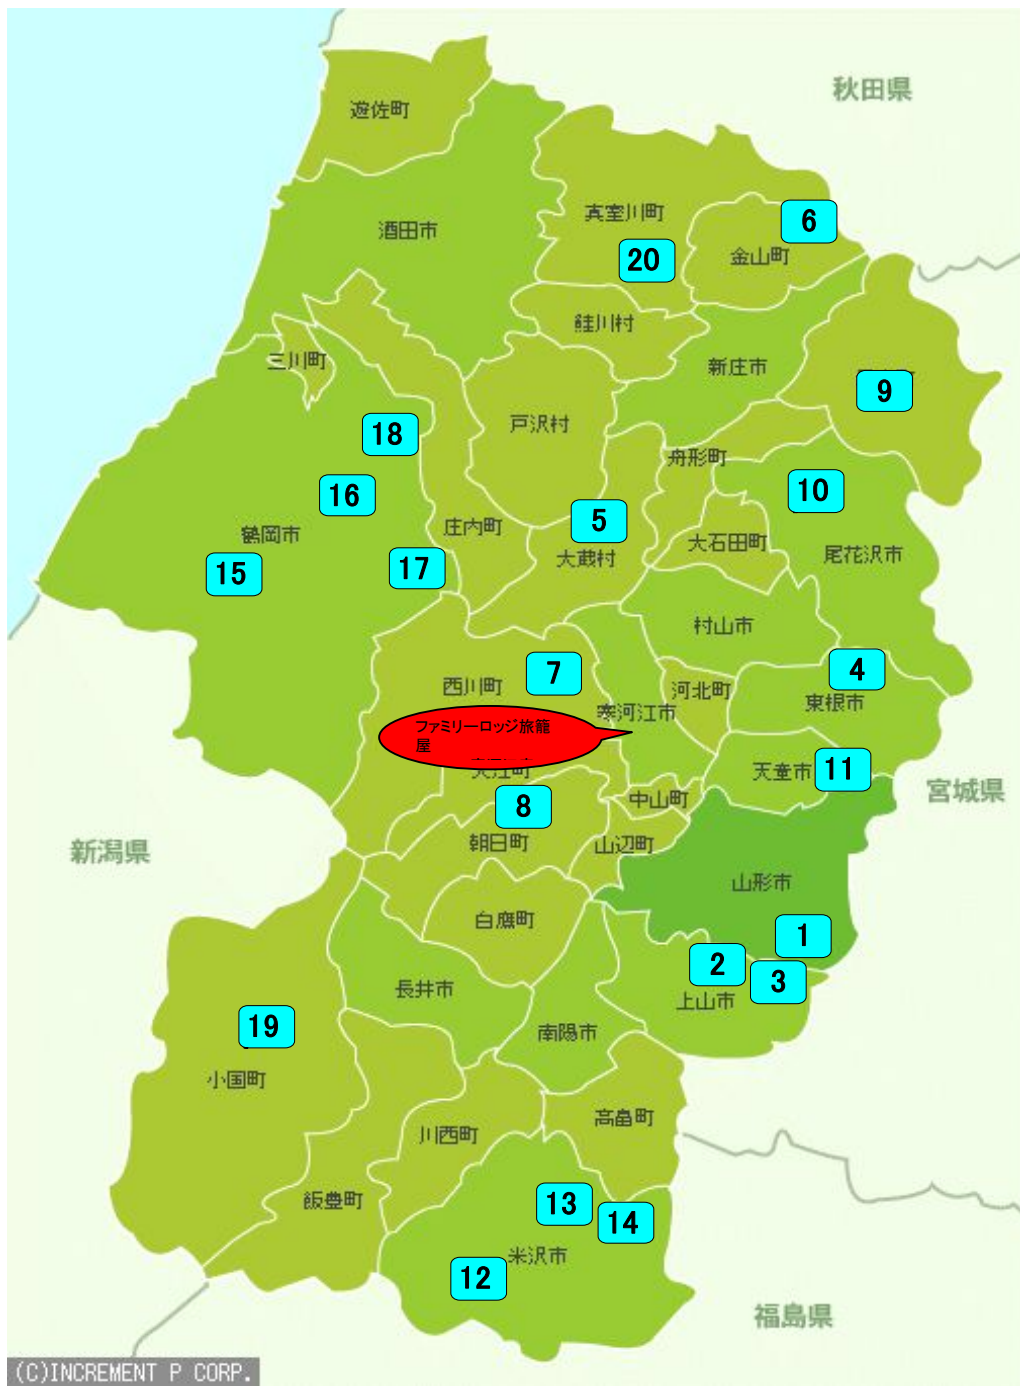 秋田県
遊佐町
真室川町
6
酒田市
20
金山町
鮭川村
三川町
新庄市
9
18
戸沢村
舟形町
16
10
5
庄内町
鶴岡市
大石田町
尾花沢市
17
大蔵村
15
村山市
7
4
西川町
河北町
東根市
寒河江市
ファミリーロッジ旅籠
屋
天童市
11
宮城県
8
中山町
朝日町
山辺町
新潟県
山形市
白鷹町
1
2
3
長井市
上山市
19
南陽市
小国町
高畠町
川西町
飯豊町
13
14
米沢市
12
福島県
(C)INCREMENT P CORP.